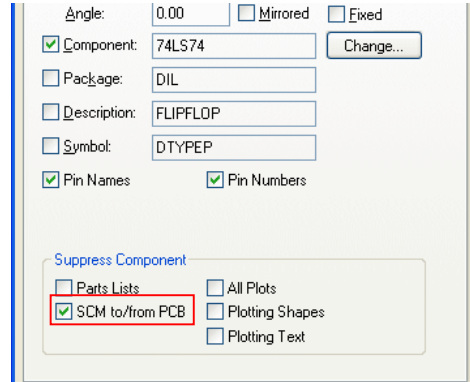 Angle: 0.00 Mirrored Fixed
Component: 74LS74 Change...
Package: DIL
Description: FLIPFLOP
Symbol: DTYPEP
Pin Names Pin Numbers
Suppress Component
Parts Lists All Plots
SCM to/from PCB Plotting Shapes
Plotting Text